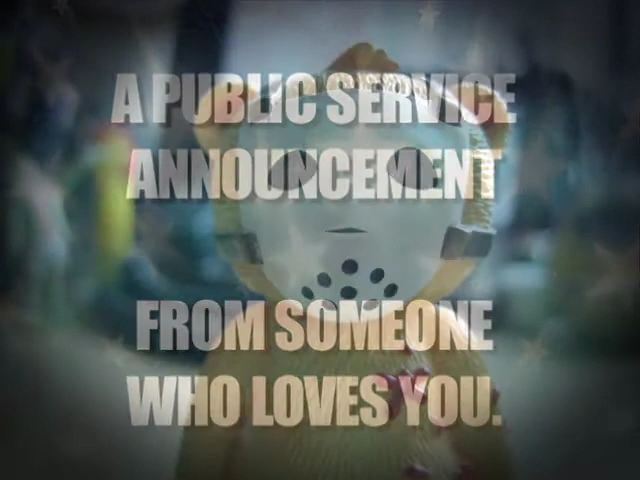 A PUBLIC SERVICE
ANNOUNCEMENT
FROM SOMEONE
WHO LOVES YOU.